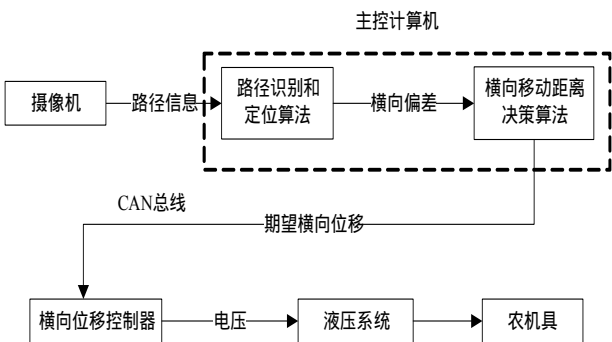 主控计算机
摄像机
路径信息
路径识别和
定位算法
横向偏差
横向移动距离
决策算法
CAN总线
期望横向位移
横向位移控制器
电压
液压系统
农机具